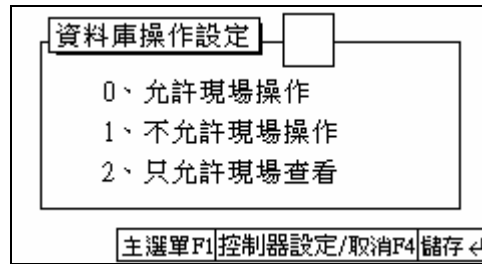 資料庫操作設定
0、允許現場操作
1、不允許現場操作
2、只允許現場查看
主選單F1 控制器設定/取消F4 儲存↵